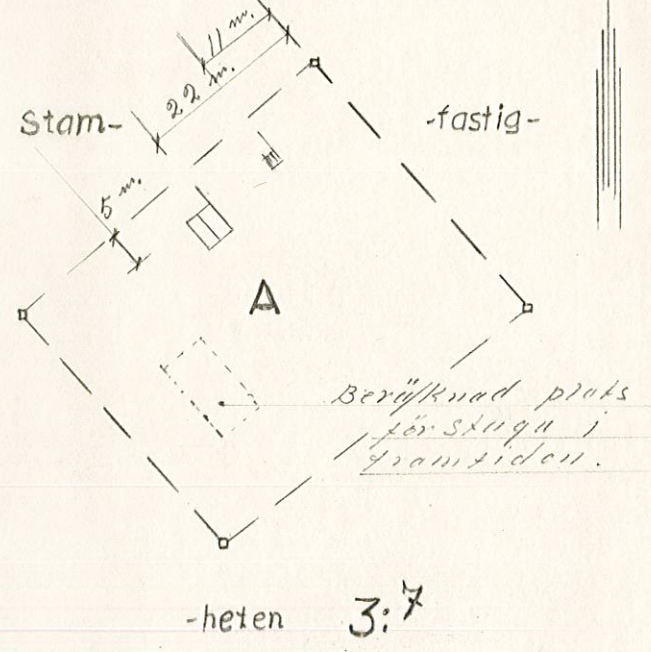 11 m.
22 m.
Stam-
-fastig-
5 m.
A
Beräknad plats
för stuga i
framtiden.
-heten 3:7